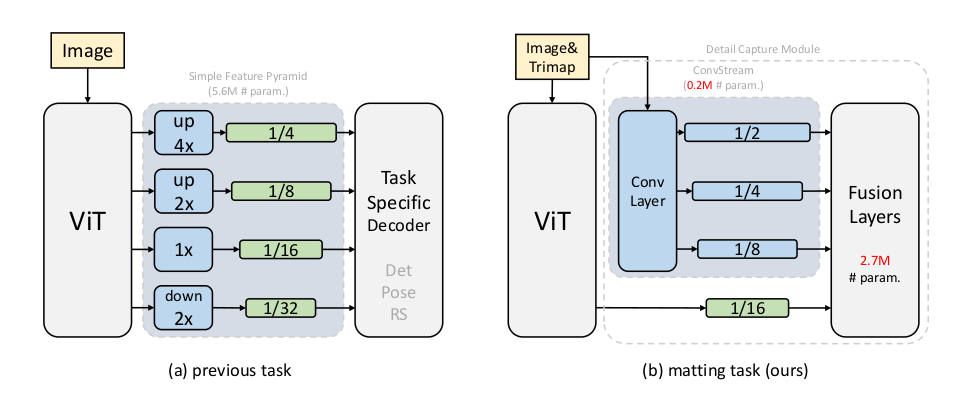 Image
Simple Feature Pyramid
(5.6M # param.)
ViT
up
4x
1/4
up
2x
1/8
1x
1/16
down
2x
1/32
Task
Specific
Decoder
Det
Pose
RS
(a) previous task
Image&
Trimap
Detail Capture Module
ConvStream
(0.2M # param.)
ViT
Conv
Layer
1/2
1/4
1/8
1/16
Fusion
Layers
2.7M
# param.
(b) matting task (ours)